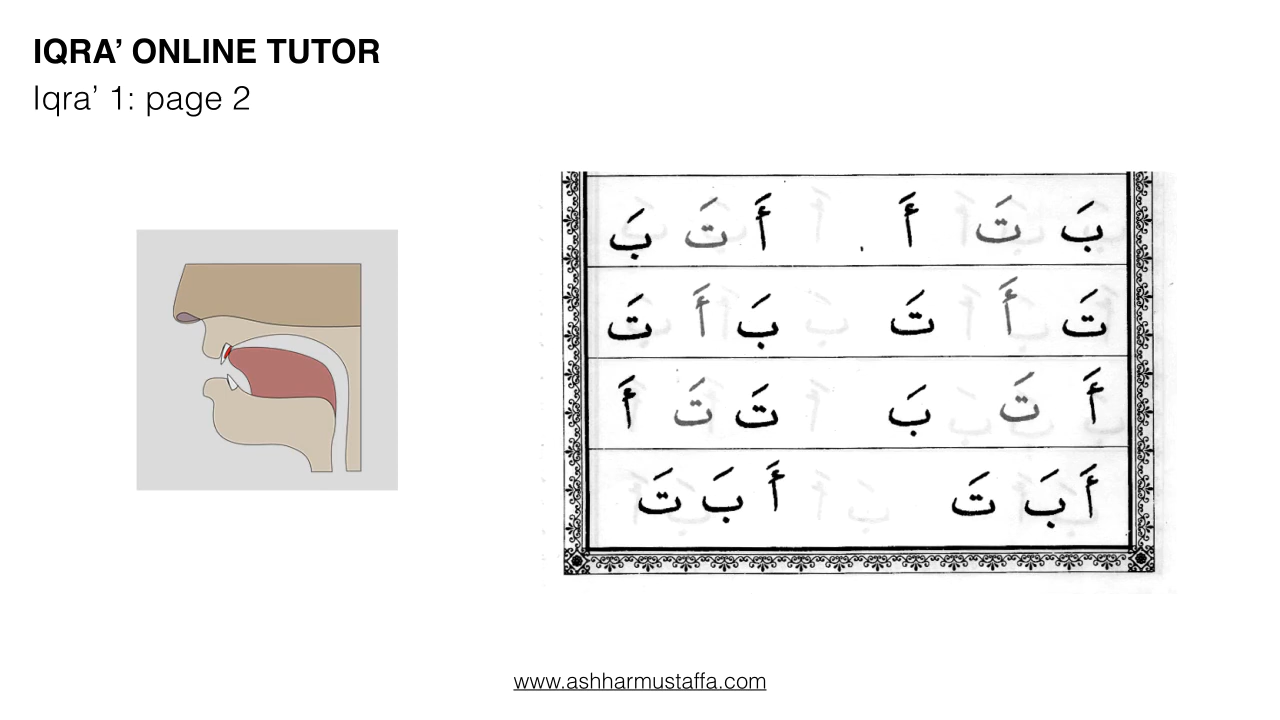 IQRA’ ONLINE TUTOR
Iqra’ 1: page 2
بَ تَ أَ أَ تَ بَ
تَ أَ تَ بَ أَ تَ
أَ تَ بَ تَ تَ أَ
أَ بَ تَ أَ بَ تَ
www.ashharmustaffa.com